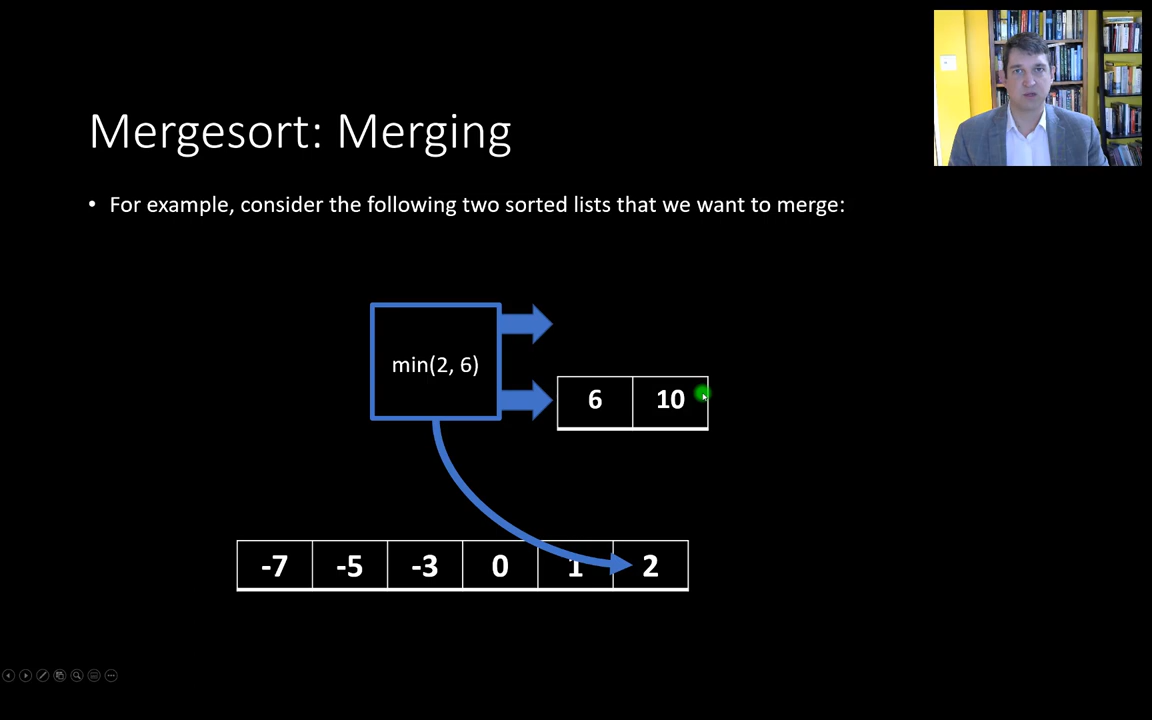 Mergesort: Merging
• For example, consider the following two sorted lists that we want to merge:
min(2, 6)
6 10
-7 -5 -3 0 1 2